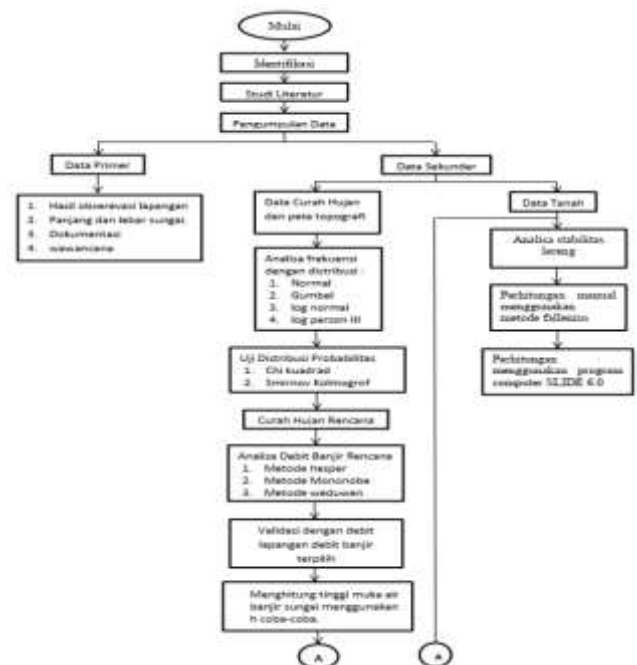 Mulai
Identifikasi
Studi Literatur
Pengumpulan Data
Data Primer
Data Sekunder
1. Hasil obserevasi lapangan
2. Panjang dan lebar sungai.
3. Dokumentasi
4. wawancara
Data Curah Hujan
dan peta topografi
Data Tanah
Analisa frekuensi
dengan distribusi :
1. Normal
2. Gumbel
3. log normal
4. log person III
Analisa stabilitas
lereng
Perhitungan manual
menggunakan
metode
Perhitungan
menggunakan program
computer SLIDE 6.0
Uji Distribusi Probabilitas
1. Chi kuadrad
2. Smirnov Kolmogrof
Curah Hujan Rencana
Analisa Debit Banjir Rencana
1. Metode hesper
2. Metode Mononobe
3. Metode weduwen
Validasi dengan debit
lapangan debit banjir
terpilih
Menghitung tinggi muka air
banjir sungai menggunakan
h coba-coba.
A
A